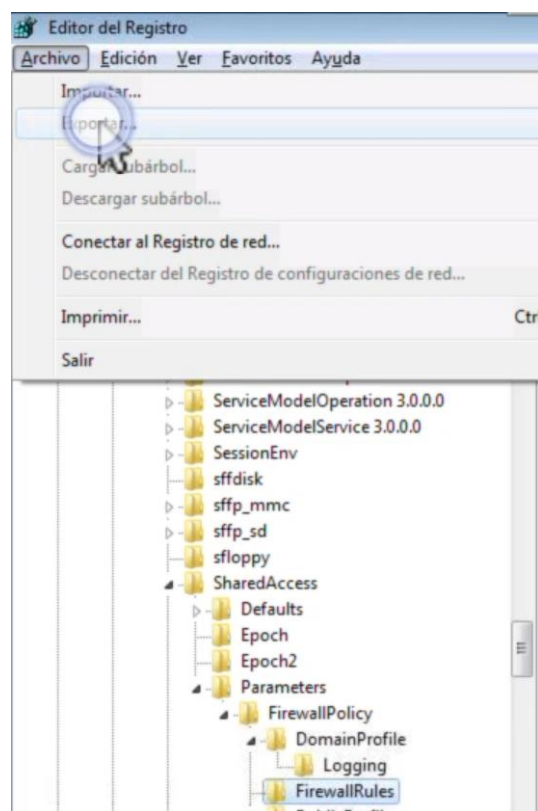 Editor del Registro
Archivo Edición Ver Favoritos Ayuda
Importar...
Exportar...
Cargar subárbol...
Descargar subárbol...
Conectar al Registro de red...
Desconectar del Registro de configuraciones de red...
Imprimir... Ctr
Salir
ServiceModelOperation 3.0.0.0
ServiceModelService 3.0.0.0
SessionEnv
sffdisk
sffp_mmc
sffp_sd
sfloppy
SharedAccess
Defaults
Epoch
Epoch2
Parameters
FirewallPolicy
DomainProfile
Logging
FirewallRules